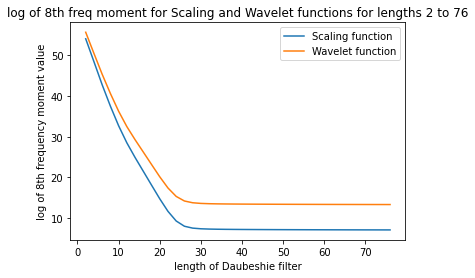 log of 8th freq moment for Scaling and Wavelet functions for lengths 2 to 76
Scaling function
Wavelet function
log of 8th frequency moment value
50
40
30
20
10
0 10 20 30 40 50 60 70
length of Daubeshie filter